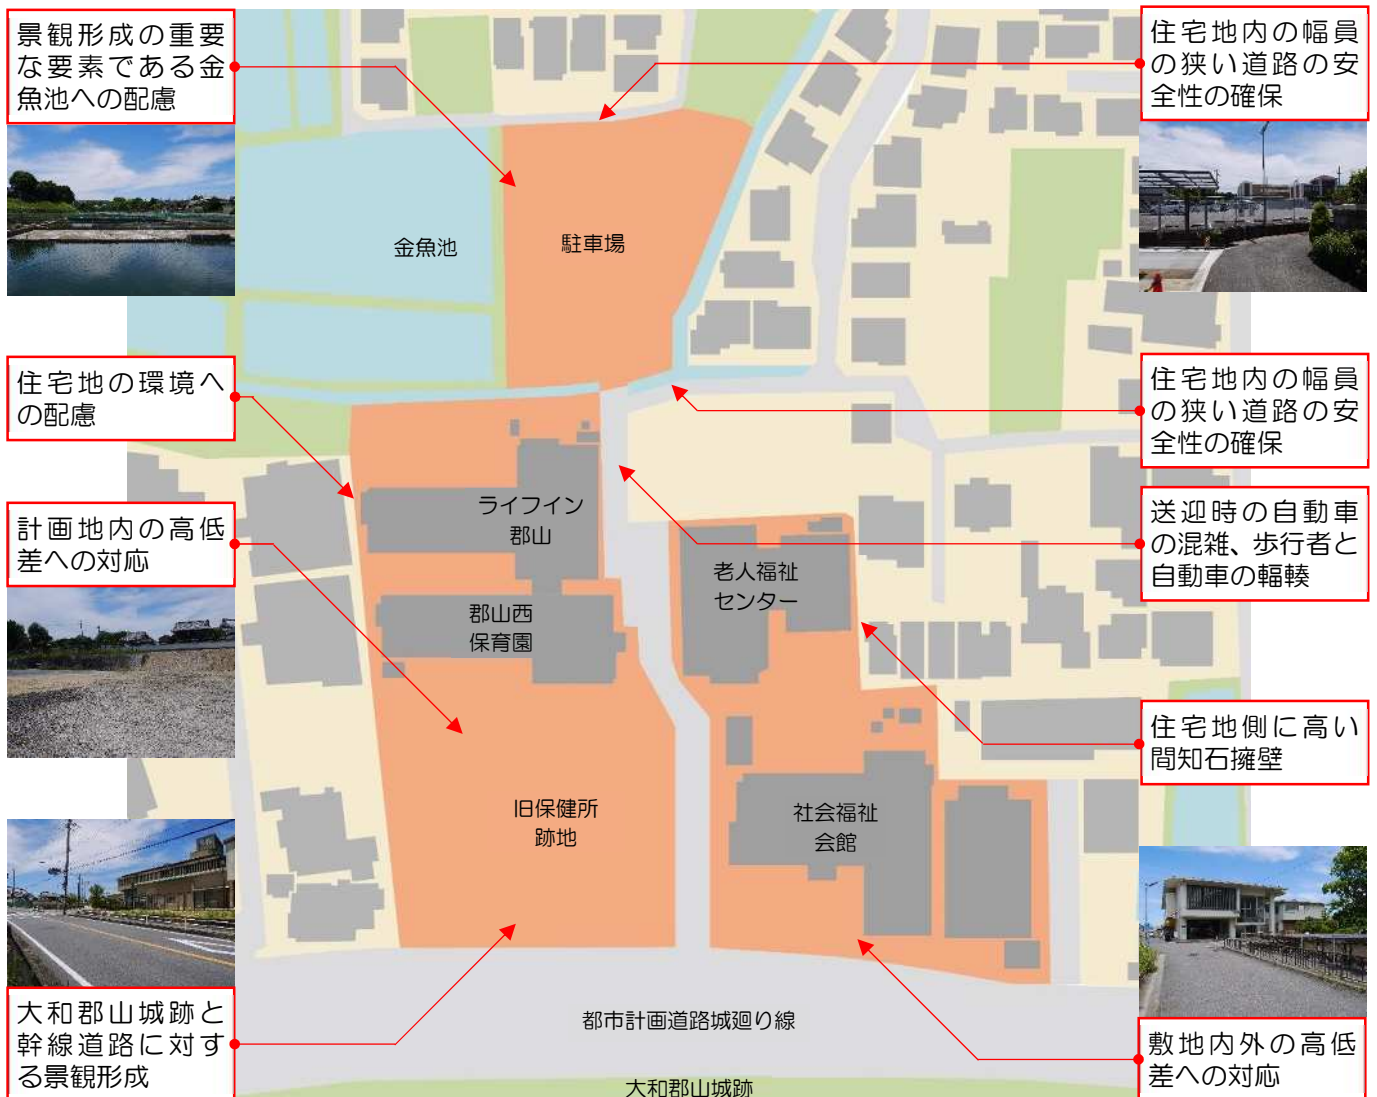 景観形成の重要
な要素である金
魚池への配慮
住宅地の環境へ
の配慮
計画地内の高低
差への対応
大和郡山城跡と
幹線道路に対す
る景観形成
金魚池
駐車場
ライフイン
郡山
郡山西
保育園
旧保健所
跡地
老人福祉
センター
社会福祉
会館
都市計画道路城廻り線
大和郡山城跡
住宅地内の幅員
の狭い道路の安
全性の確保
住宅地内の幅員
の狭い道路の安
全性の確保
送迎時の自動車
の混雑、歩行者と
自動車の輻輳
住宅地側に高い
間知石擁壁
敷地内外の高低
差への対応